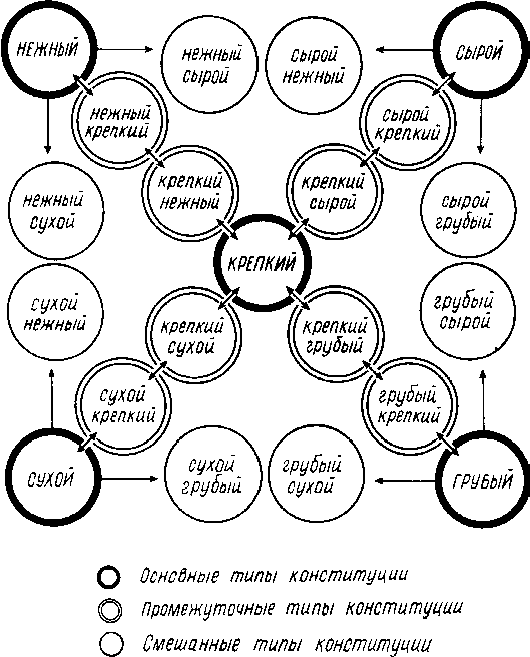 НЕЖНЫЙ
нежный
сырой
сырой
нежный
СЫРОЙ
нежный
крепкий
сырой
крепкий
крепкий
нежный
крепкий
сырой
нежный
сухой
сырой
грубый
КРЕПКИЙ
сухой
нежный
грубый
сырой
крепкий
сухой
крепкий
грубый
сухой
крепкий
грубый
крепкий
СУХОЙ
сухой
грубый
грубый
сухой
ГРУБЫЙ
Основные типы конституции
Промежуточные типы конституции
Смешанные типы конституции